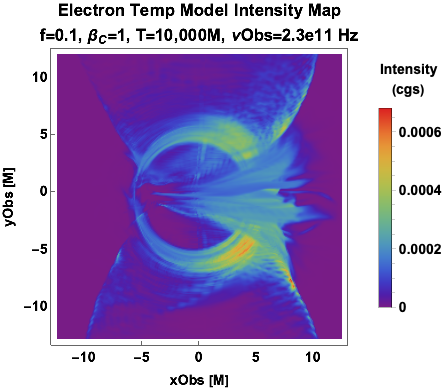 Electron Temp Model Intensity Map
f=0.1, β_C=1, T=10,000M, νObs=2.3e11 Hz
Intensity
(cgs)
10
5
0
−5
−10
yObs [M]
0.0006
0.0004
0.0002
0
−10 −5 0 5 10
xObs [M]